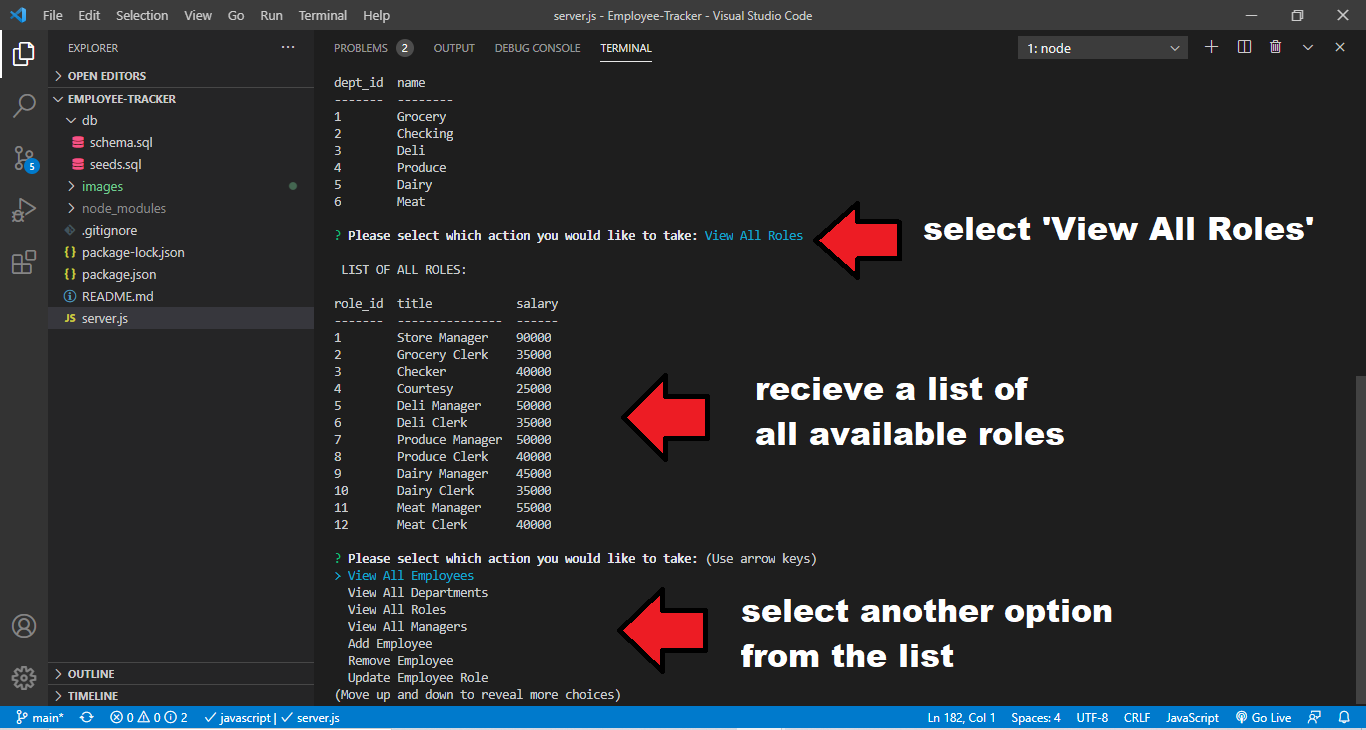 File Edit Selection View Go Run Terminal Help server.js - Employee-Tracker - Visual Studio Code
EXPLORER ... PROBLEMS 2 OUTPUT DEBUG CONSOLE TERMINAL 1: node
OPEN EDITORS
EMPLOYEE-TRACKER
db
schema.sql
seeds.sql
images
node_modules
.gitignore
package-lock.json
package.json
README.md
JS server.js
OUTLINE
TIMELINE
5
dept_id name
------- --------
1 Grocery
2 Checking
3 Deli
4 Produce
5 Dairy
6 Meat
? Please select which action you would like to take: View All Roles
select 'View All Roles'
LIST OF ALL ROLES:
role_id title salary
------- --------------- ------
1 Store Manager 90000
2 Grocery Clerk 35000
3 Checker 40000
4 Courtesy 25000
5 Deli Manager 50000
6 Deli Clerk 35000
7 Produce Manager 50000
8 Produce Clerk 40000
9 Dairy Manager 45000
10 Dairy Clerk 35000
11 Meat Manager 55000
12 Meat Clerk 40000
recieve a list of
all available roles
? Please select which action you would like to take: (Use arrow keys)
> View All Employees
View All Departments
View All Roles
View All Managers
Add Employee
Remove Employee
Update Employee Role
(Move up and down to reveal more choices)
select another option
from the list
main* 0 0 2 javascript | server.js Ln 182, Col 1 Spaces: 4 UTF-8 CRLF JavaScript Go Live